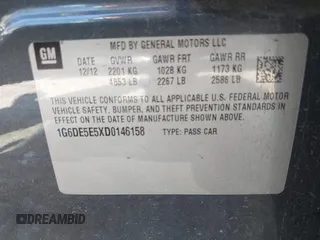 GM
MFD BY GENERAL MOTORS LLC
DATE GVWR GAWR FRT GAWR RR
12/12 2201 KG 1028 KG 1173 KG
4853 LB 2267 LB 2586 LB
THIS VEHICLE CONFORMS TO ALL APPLICABLE U.S. FEDERAL MOTOR VEHICLE
SAFETY, BUMPER, AND THEFT PREVENTION STANDARDS
IN EFFECT ON THE DATE OF MANUFACTURE SHOWN ABOVE.
1G6DE5E5XD0146158 TYPE: PASS CAR
DREAMBID